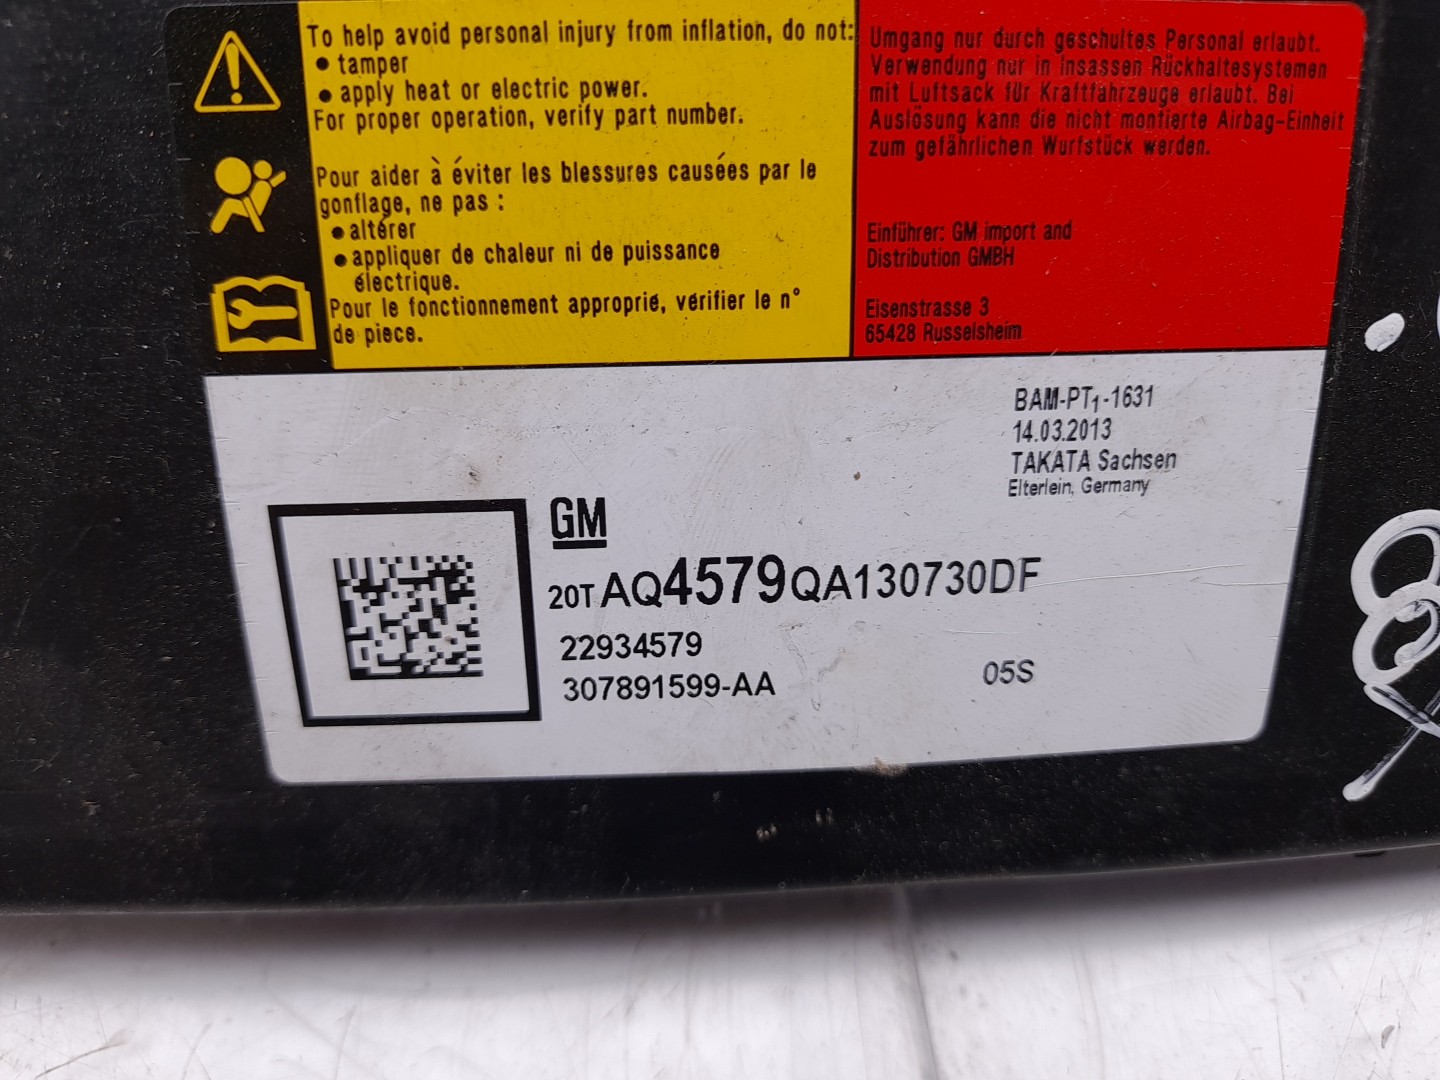 To help avoid personal injury from inflation, do not:
• tamper
• apply heat or electric power.
For proper operation, verify part number.
Pour aider à éviter les blessures causées par le
gonflage, ne pas :
• altérer
• appliquer de chaleur ni de puissance
électrique.
Pour le fonctionnement approprié, vérifier le n°
de piece.
Umgang nur durch geschultes Personal erlaubt.
Verwendung nur in Insassen Rückhaltesystemen
mit Luftsack für Kraftfahrzeuge erlaubt. Bei
Auslösung kann die nicht montierte Airbag-Einheit
zum gefährlichen Wurfstück werden.
Einführer: GM import and
Distribution GMBH
Eisenstrasse 3
65428 Russelsheim
BAM-PT1-1631
14.03.2013
TAKATA Sachsen
Elterlein, Germany
GM
20T AQ4579QA130730DF
22934579
307891599-AA
05S